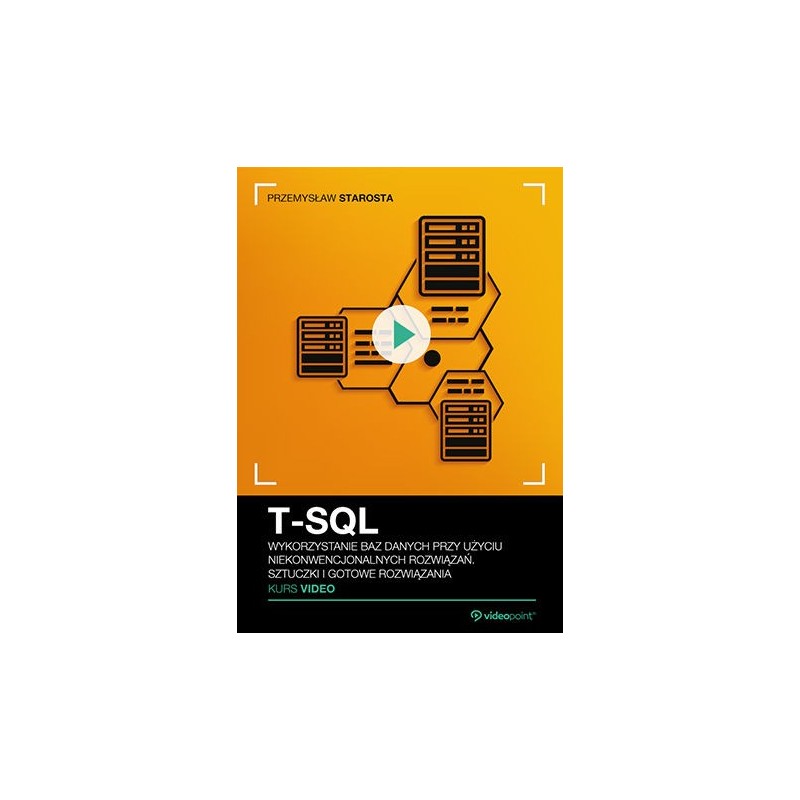 PRZEMYSŁAW STAROSTA
T-SQL
WYKORZYSTANIE BAZ DANYCH PRZY UŻYCIU
NIEKONWENCJONALNYCH ROZWIĄZAŃ.
SZTUCZKI I GOTOWE ROZWIĄZANIA
KURS VIDEO
videopoint®